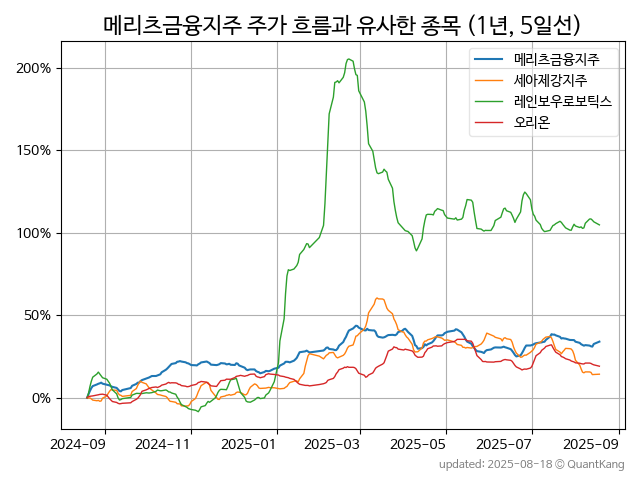 메리츠금융지주 주가 흐름과 유사한 종목 (1년, 5일선)
메리츠금융지주
세아제강지주
레인보우로보틱스
오리온
200%
150%
100%
50%
0%
2024-09 2024-11 2025-01 2025-03 2025-05 2025-07 2025-09
updated: 2025-08-18 © QuantKang